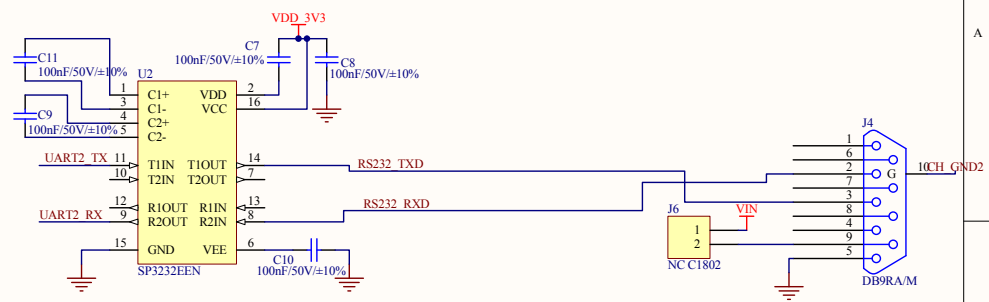 VDD_3V3
A
C11
100nF/50V/±10%
C7
100nF/50V/±10%
C8
100nF/50V/±10%
U2
1 C1+ VDD 2
3 C1- VCC 16
4 C2+
5 C2-
C9
100nF/50V/±10%
UART2_TX 11 T1IN T1OUT 14 RS232_TXD
10 T2IN T2OUT 7
12 R1OUT R1IN 13
UART2_RX 9 R2OUT R2IN 8 RS232_RXD
15 GND VEE 6
SP3232EEN
C10
100nF/50V/±10%
J6
VIN
1
2
NC C1802
J4
1
6
2
7
3
8
4
9
5
G
10 CH_GND2
DB9RA/M